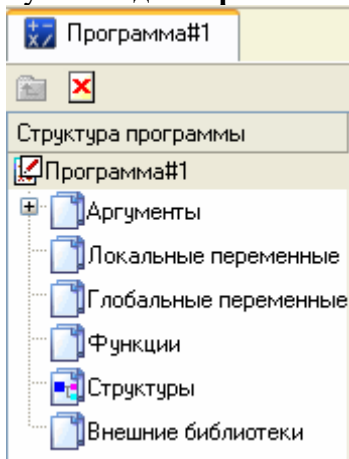 Программа#1
Структура программы
Программа#1
Аргументы
Локальные переменные
Глобальные переменные
Функции
Структуры
Внешние библиотеки